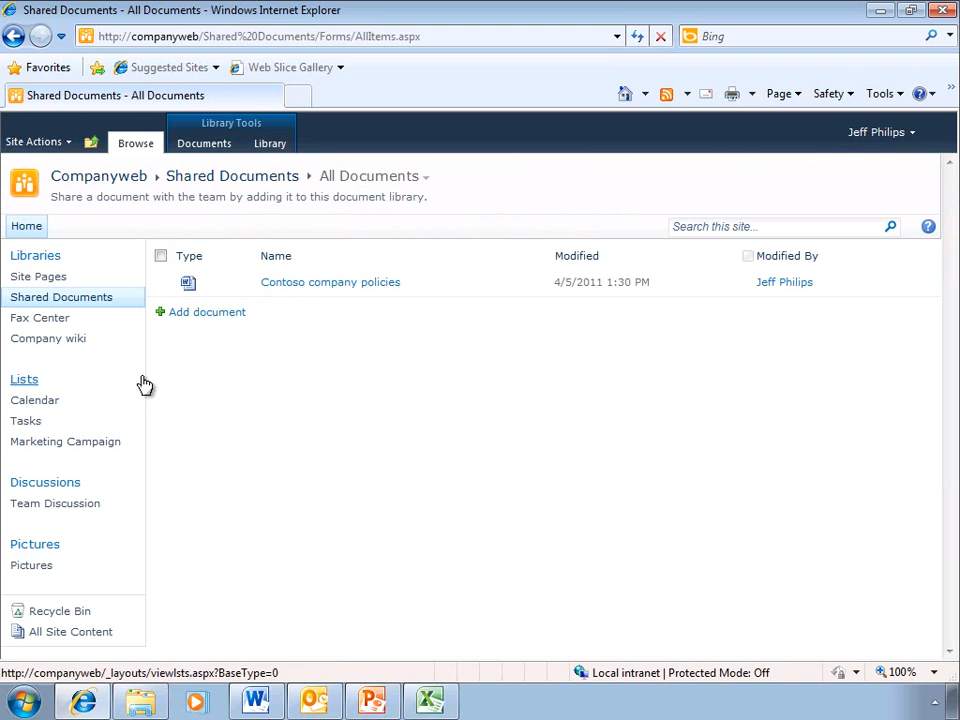 Shared Documents - All Documents - Windows Internet Explorer
http://companyweb/Shared%20Documents/Forms/AllItems.aspx
Bing
Favorites
Suggested Sites
Web Slice Gallery
Shared Documents - All Documents
Page
Safety
Tools
Library Tools
Site Actions
Browse
Documents
Library
Jeff Philips
Companyweb
Shared Documents
All Documents
Share a document with the team by adding it to this document library.
Home
Search this site...
Libraries
Site Pages
Shared Documents
Fax Center
Company wiki
Lists
Calendar
Tasks
Marketing Campaign
Discussions
Team Discussion
Pictures
Pictures
Recycle Bin
All Site Content
Type Name Modified Modified By
Contoso company policies 4/5/2011 1:30 PM Jeff Philips
Add document
http://companyweb/_layouts/viewlsts.aspx?BaseType=0
Local intranet | Protected Mode: Off
100%